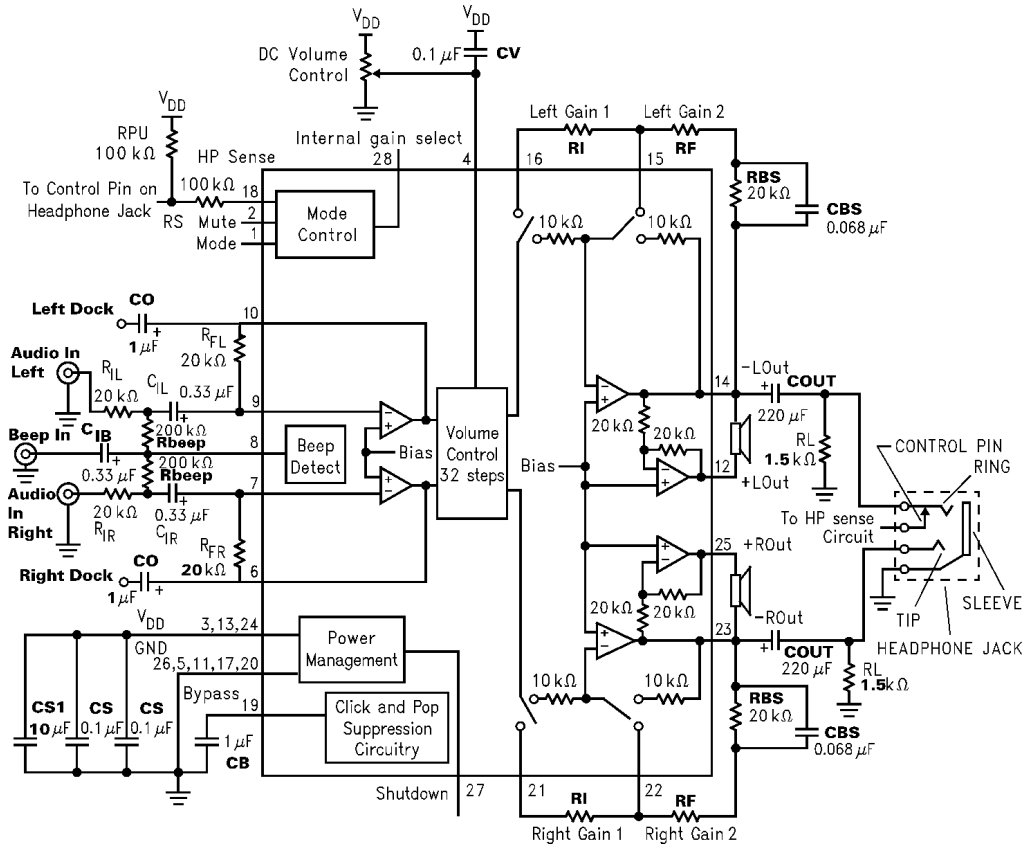 VDD
DC Volume
Control
VDD
0.1 µF CV
VDD
RPU
100 kΩ
Internal gain select
28
4
Left Gain 1
RI
Left Gain 2
RF
16
15
HP Sense
To Control Pin on
Headphone Jack
RS
100 kΩ
18
Mute 2
Mode 1
Mode
Control
10 kΩ
10 kΩ
RBS
20 kΩ
CBS
0.068 µF
Left Dock
CO
1 µF
10
RFL
20 kΩ
Audio In
Left
RIL
20 kΩ
CIL
0.33 µF
9
200 kΩ
Rbeep
Beep In
CIB
0.33 µF
8
200 kΩ
Rbeep
Beep
Detect
Bias
Volume
Control
32 steps
Audio
In
Right
20 kΩ
RIR
0.33 µF
CIR
7
RFR
20 kΩ
Right Dock
CO
1 µF
6
14
-LOut
COUT
220 µF
20 kΩ
20 kΩ
12
+LOut
RL
1.5 kΩ
Bias
CONTROL PIN
RING
To HP sense
Circuit
25
+ROut
20 kΩ
20 kΩ
23
-ROut
COUT
220 µF
TIP
SLEEVE
HEADPHONE JACK
RL
1.5kΩ
VDD
3,13,24
GND
26,5,11,17,20
Power
Management
Bypass
19
Click and Pop
Suppression
Circuitry
CS1
10 µF
CS
0.1 µF
CS
0.1 µF
1 µF
CB
10 kΩ
10 kΩ
RBS
20 kΩ
CBS
0.068 µF
Shutdown
27
21
22
RI
Right Gain 1
RF
Right Gain 2